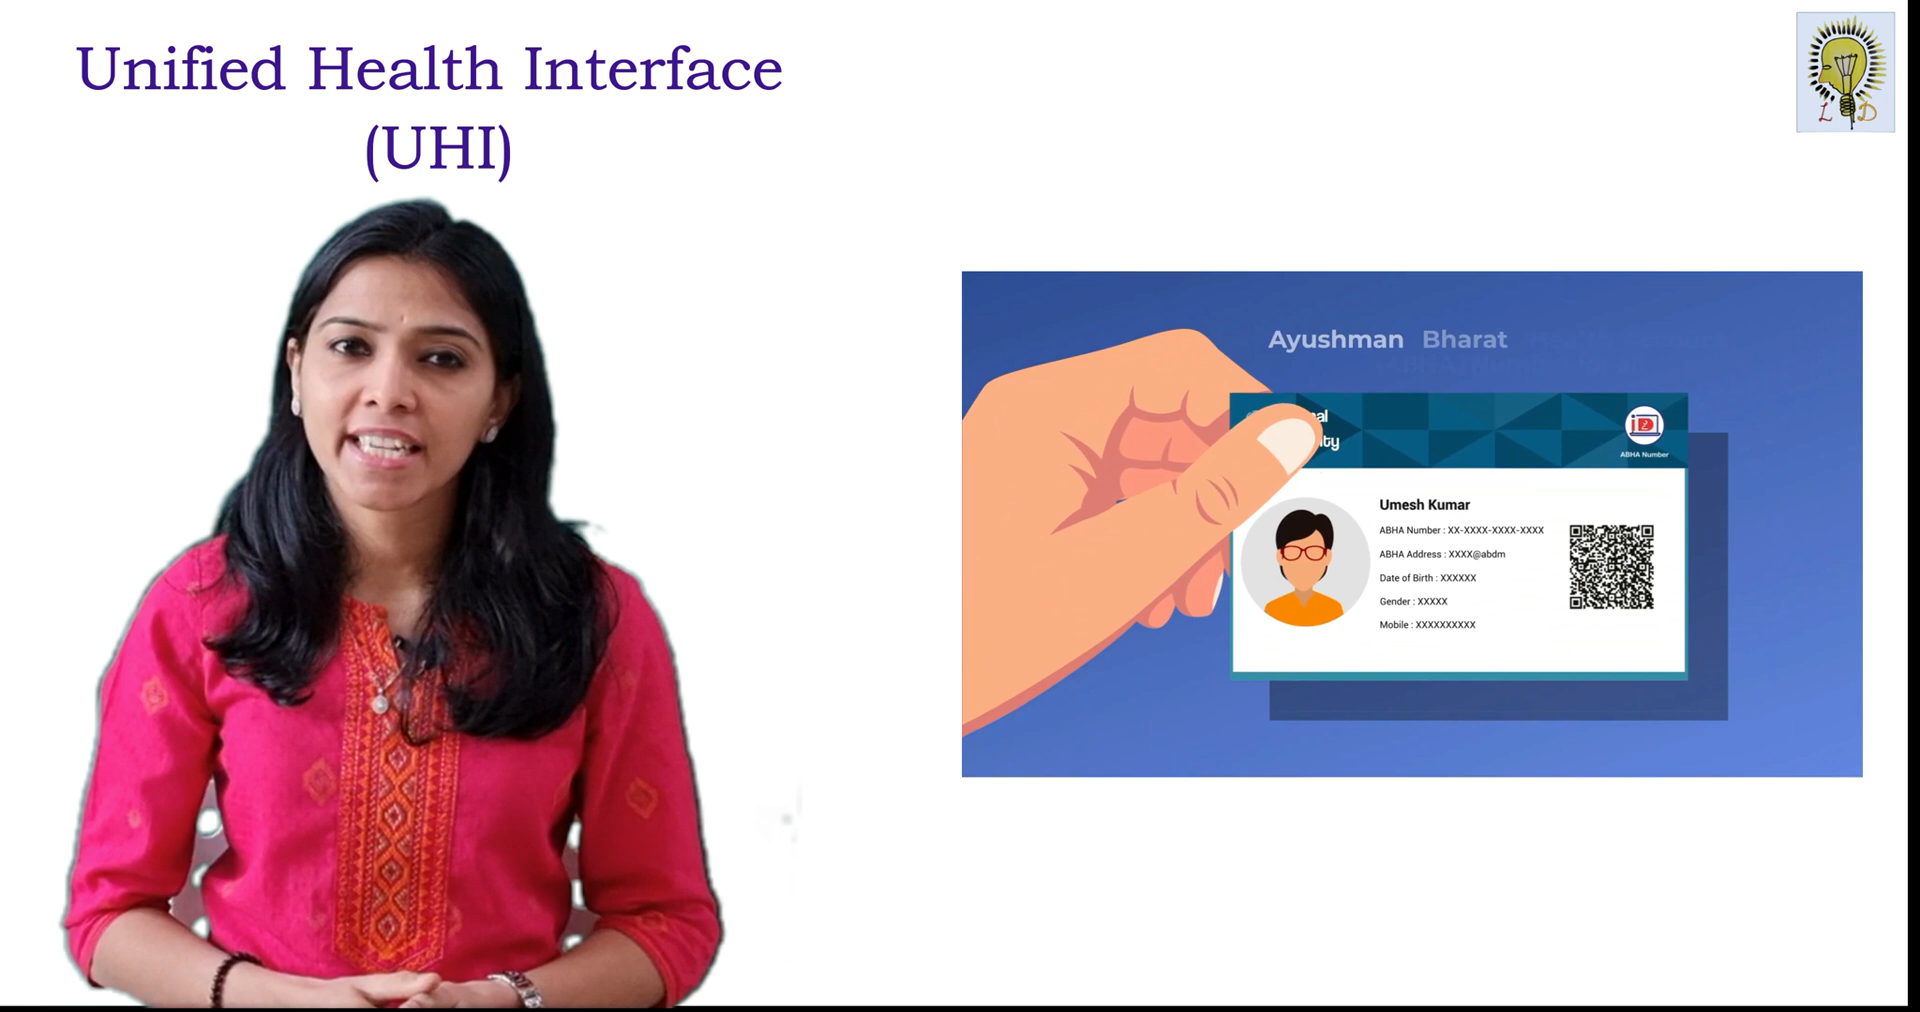 Unified Health Interface
(UHI)
L D
Ayushman Bharat
ABHA Number
Umesh Kumar
ABHA Number : XX-XXXX-XXXX-XXXX
ABHA Address : XXXX@abdm
Date of Birth : XXXXXX
Gender : XXXXX
Mobile : XXXXXXXXXX